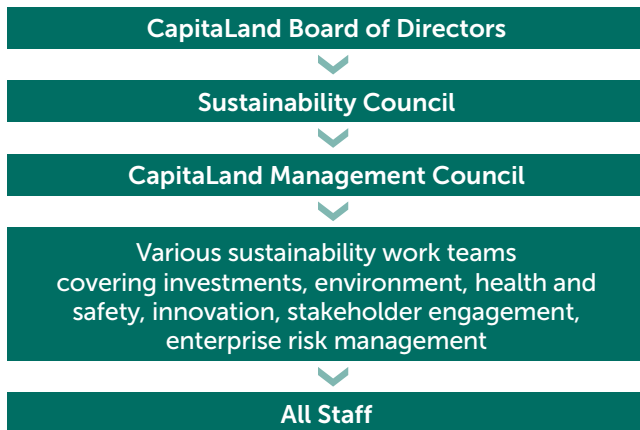 CapitaLand Board of Directors
Sustainability Council
CapitaLand Management Council
Various sustainability work teams
covering investments, environment, health and
safety, innovation, stakeholder engagement,
enterprise risk management
All Staff